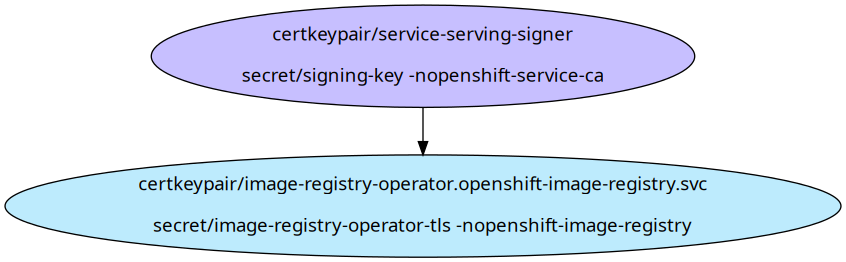 certkeypair/service-serving-signer
secret/signing-key -nopenshift-service-ca
certkeypair/image-registry-operator.openshift-image-registry.svc
secret/image-registry-operator-tls -nopenshift-image-registry